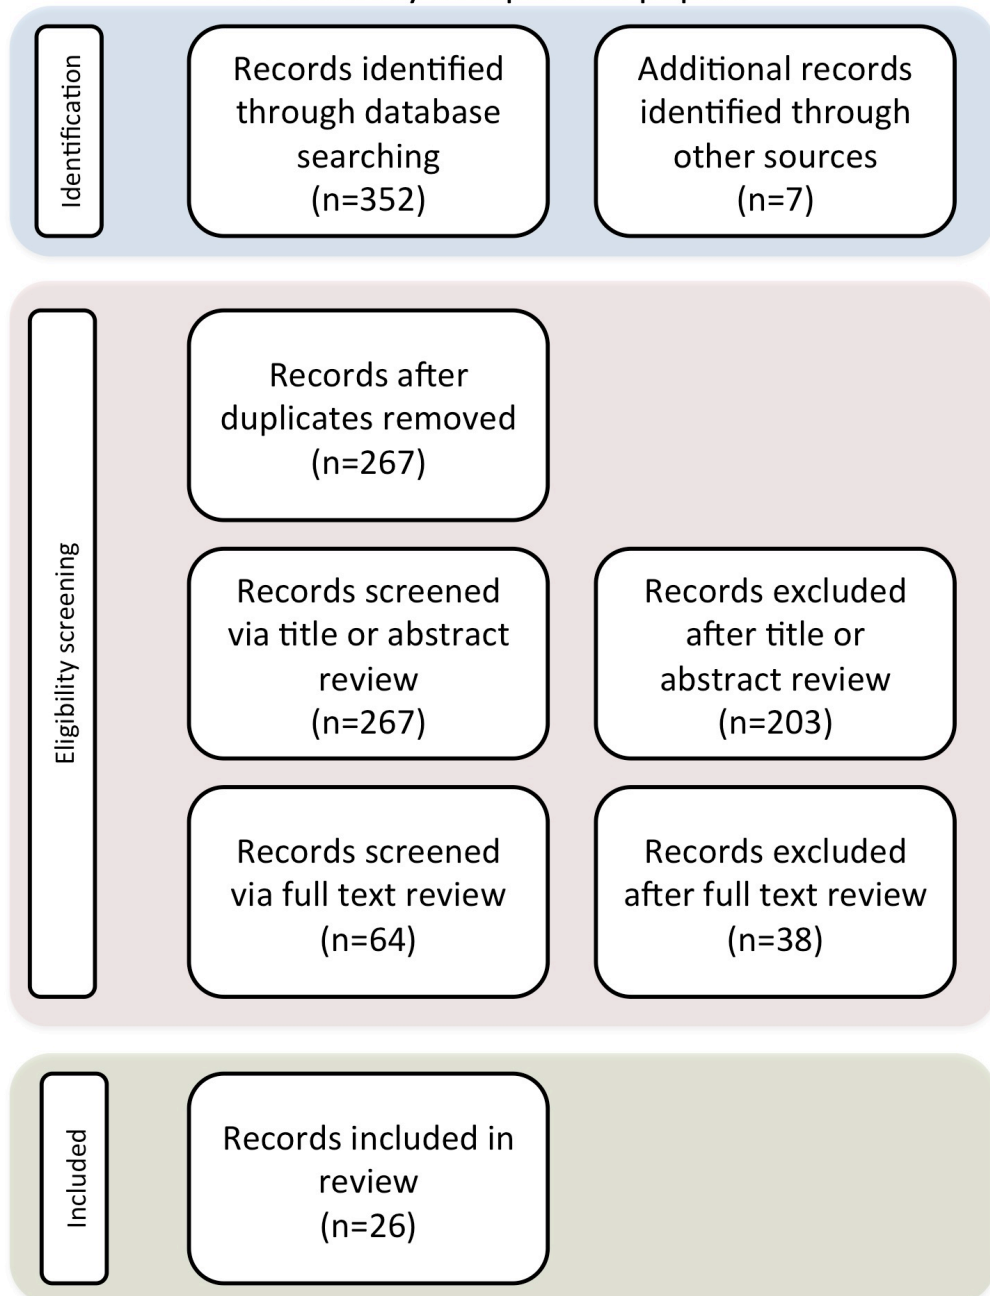 Identification
Records identified
through database
searching
(n=352)
Additional records
identified through
other sources
(n=7)
Eligibility screening
Records after
duplicates removed
(n=267)
Records screened
via title or abstract
review
(n=267)
Records excluded
after title or
abstract review
(n=203)
Records screened
via full text review
(n=64)
Records excluded
after full text review
(n=38)
Included
Records included in
review
(n=26)